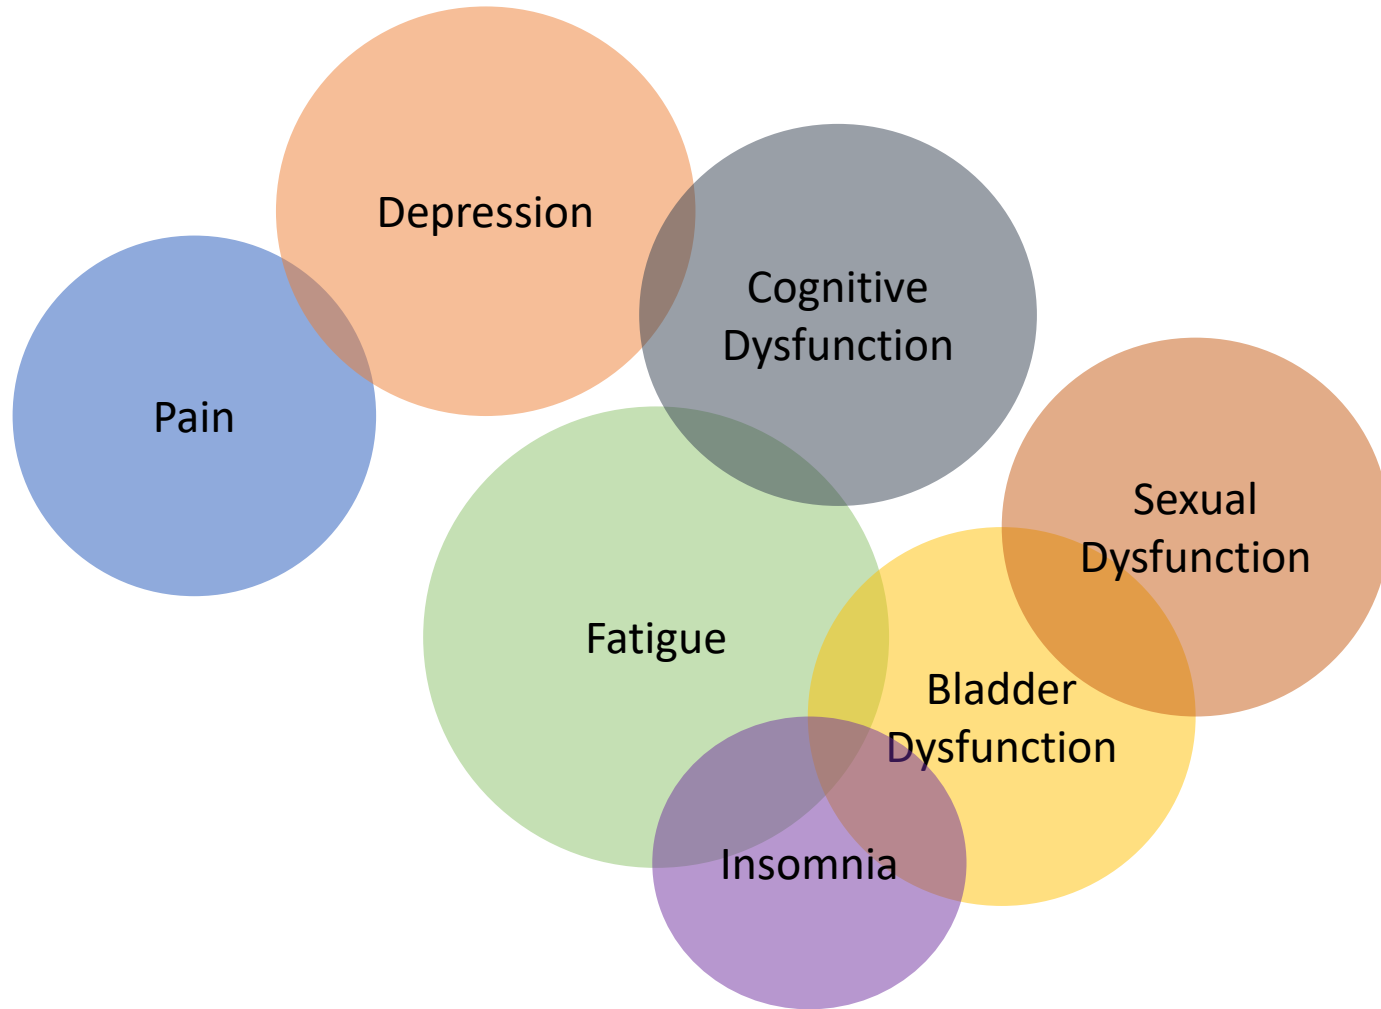 Depression
Cognitive
Dysfunction
Pain
Sexual
Dysfunction
Fatigue
Bladder
Dysfunction
Insomnia